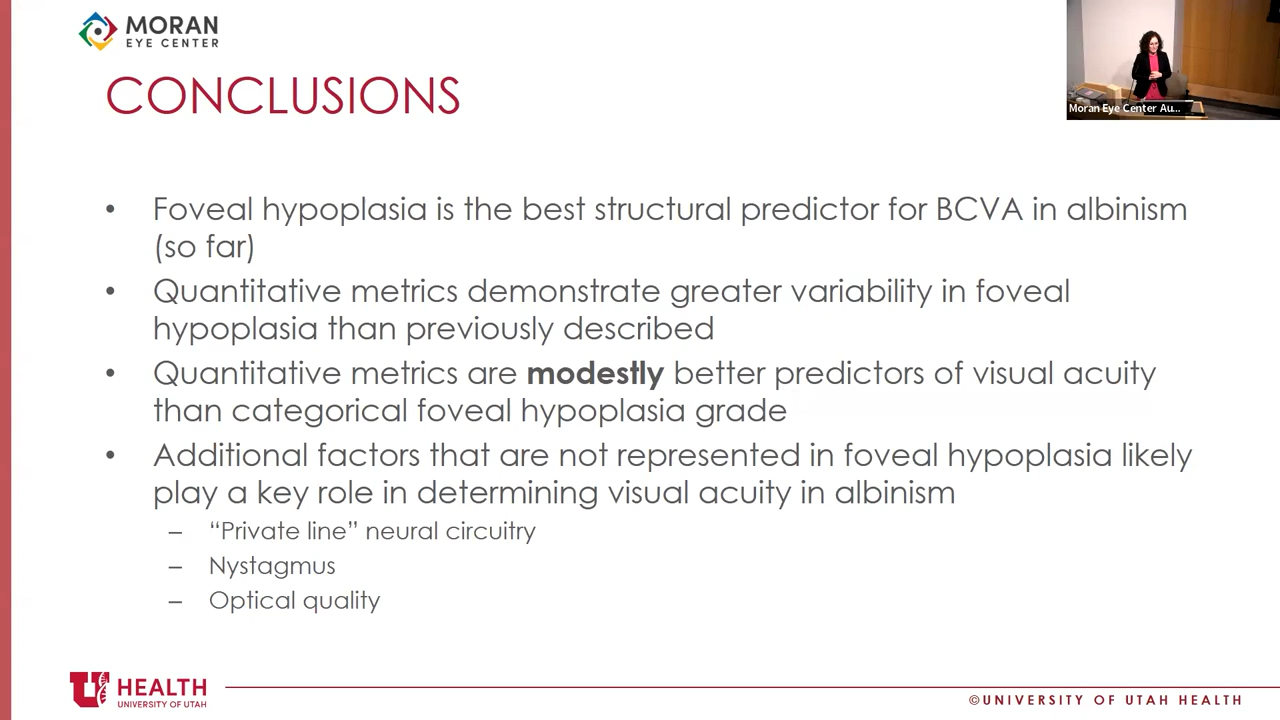 MORAN
EYE CENTER
CONCLUSIONS
Moran Eye Center Au...
• Foveal hypoplasia is the best structural predictor for BCVA in albinism
(so far)
• Quantitative metrics demonstrate greater variability in foveal
hypoplasia than previously described
• Quantitative metrics are modestly better predictors of visual acuity
than categorical foveal hypoplasia grade
• Additional factors that are not represented in foveal hypoplasia likely
play a key role in determining visual acuity in albinism
– “Private line” neural circuitry
– Nystagmus
– Optical quality
U HEALTH
UNIVERSITY OF UTAH
©UNIVERSITY OF UTAH HEALTH